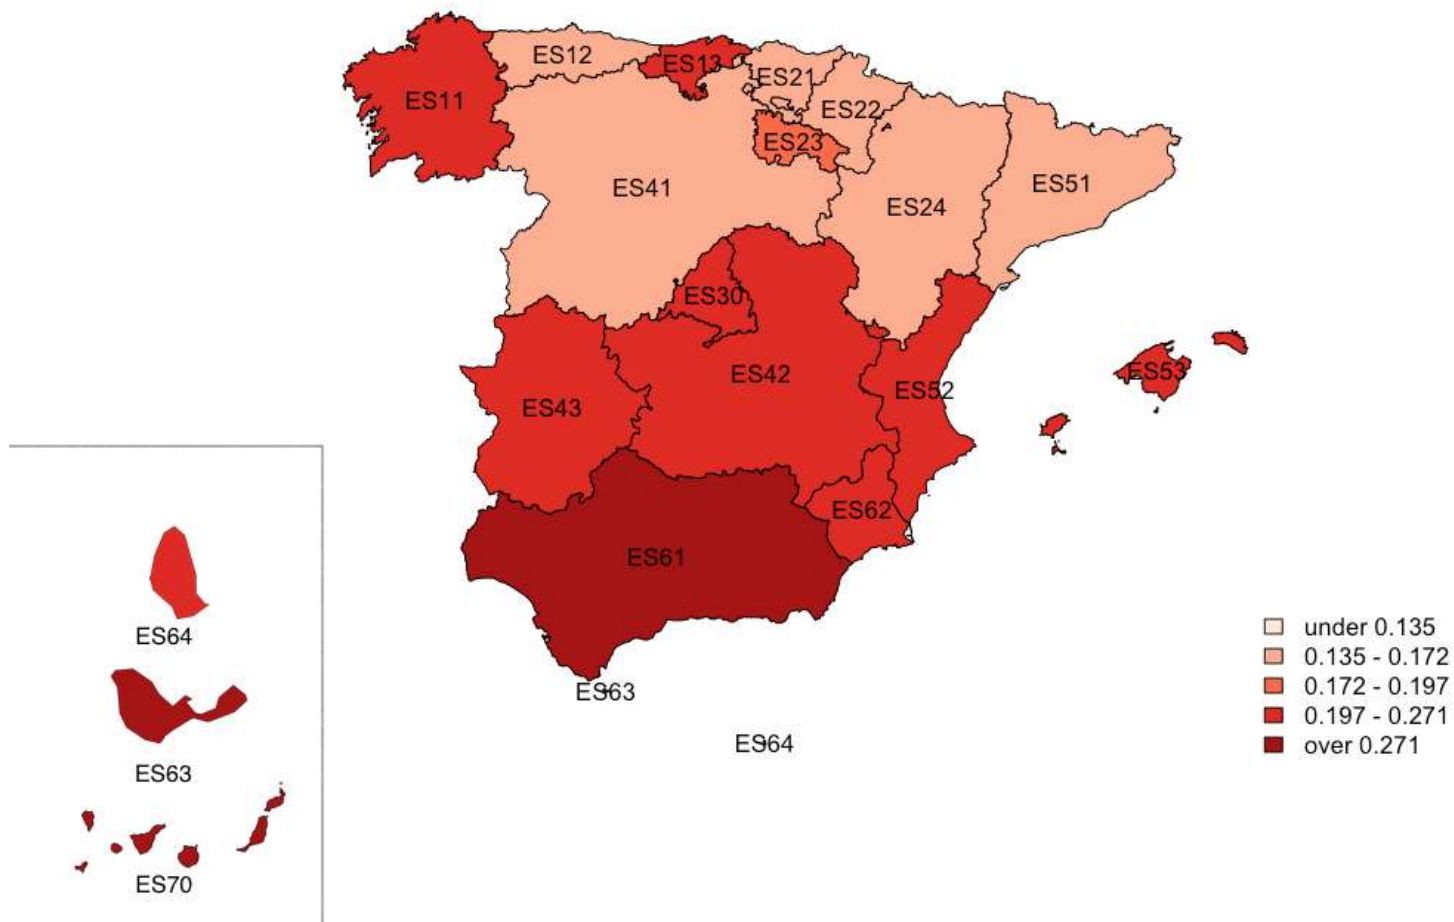 ES12
ES13
ES21
ES11
ES22
ES23
ES41
ES51
ES24
ES30
ES42
ES53
ES52
ES43
ES62
ES61
ES64
ES63
ES64
ES63
ES70
under 0.135
0.135 - 0.172
0.172 - 0.197
0.197 - 0.271
over 0.271